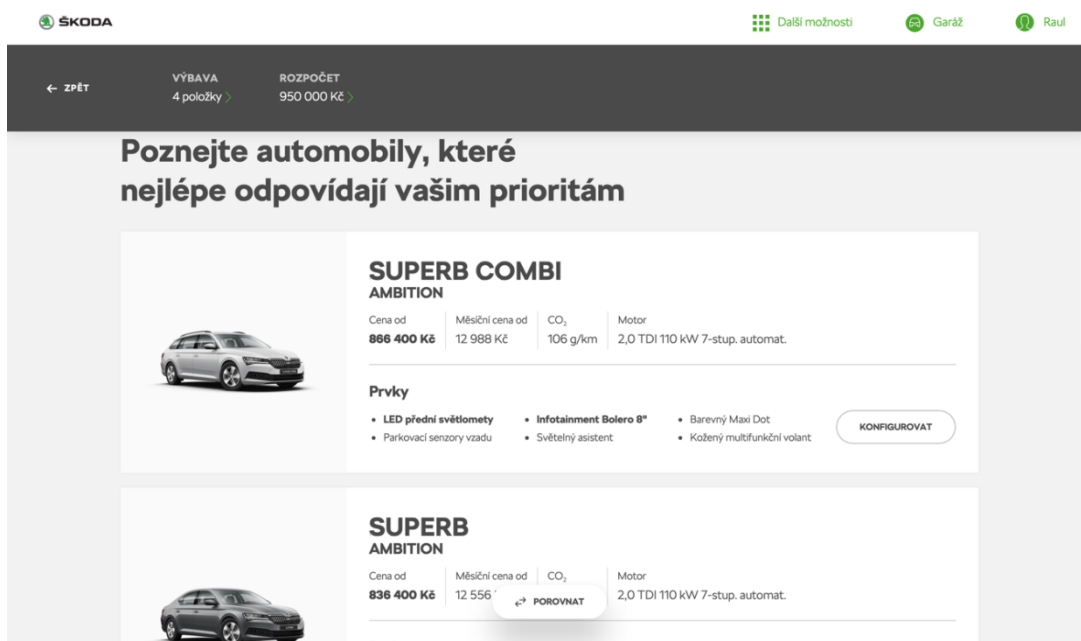 ŠKODA
Další možnosti
Garáž
Raul
← ZPĚT
VÝBAVA
4 položky >
ROZPOČET
950 000 Kč >
Poznejte automobily, které
nejlépe odpovídají vašim prioritám
SUPERB COMBI
AMBITION
Cena od
866 400 Kč
Měsíční cena od
12 988 Kč
CO₂
106 g/km
Motor
2,0 TDI 110 kW 7-stup. automat.
Prvky
• LED přední světlomety
• Infotainment Bolero 8"
• Barevný Maxi Dot
• Parkovací senzory vzadu
• Světelný asistent
• Kožený multifunkční volant
KONFIGUROVAT
SUPERB
AMBITION
Cena od
836 400 Kč
Měsíční cena od
12 556
CO₂
Motor
2,0 TDI 110 kW 7-stup. automat.
POROVNAT